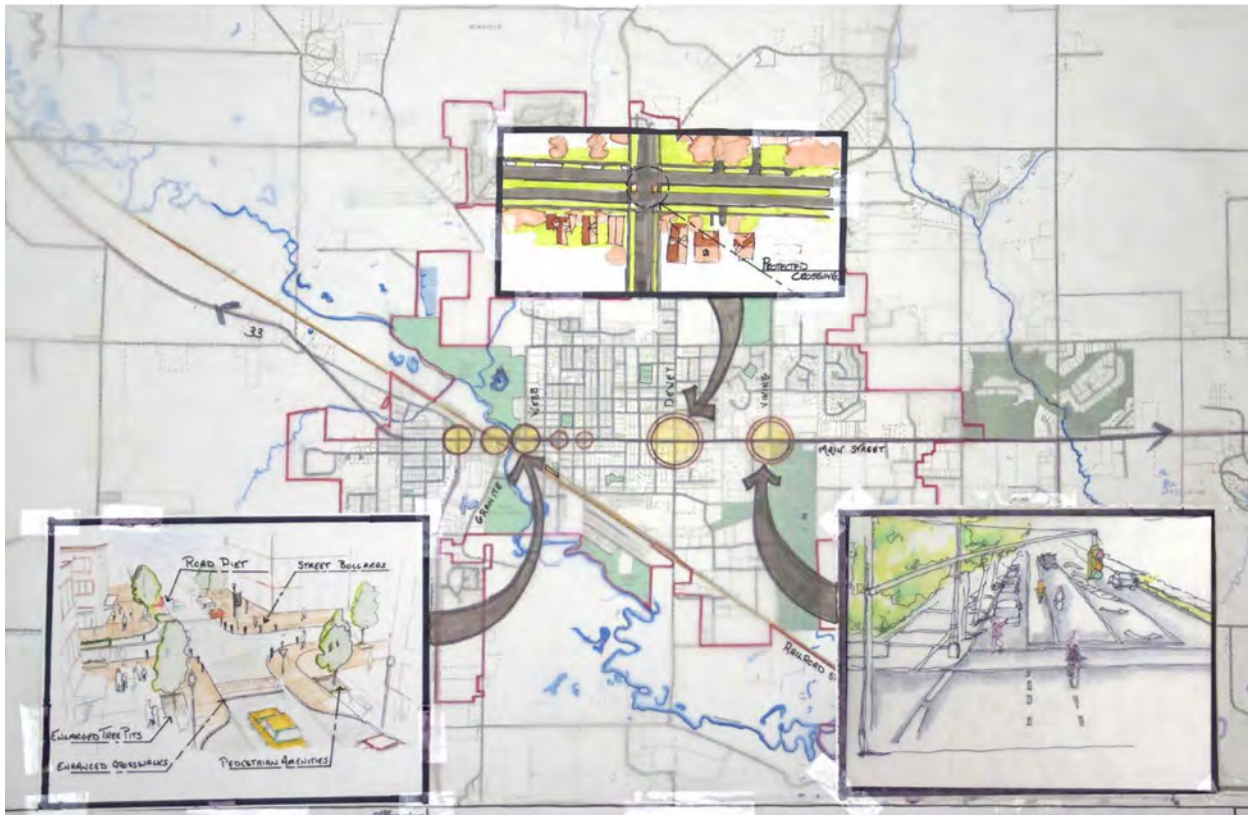 PROTECTED
CROSSING
33
WEBB
DEWEY
VIKING
MAIN STREET
GRANITE
RAILROAD
ROAD DIET
STREET BOLLARDS
ENLARGED TREE PITS
ENHANCED CROSSWALKS
PEDESTRIAN AMENITIES